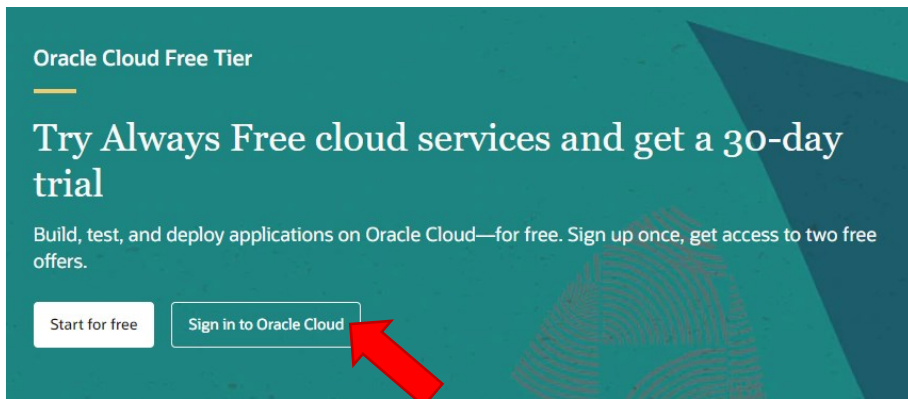 Oracle Cloud Free Tier
Try Always Free cloud services and get a 30-day
trial
Build, test, and deploy applications on Oracle Cloud—for free. Sign up once, get access to two free
offers.
Start for free
Sign in to Oracle Cloud